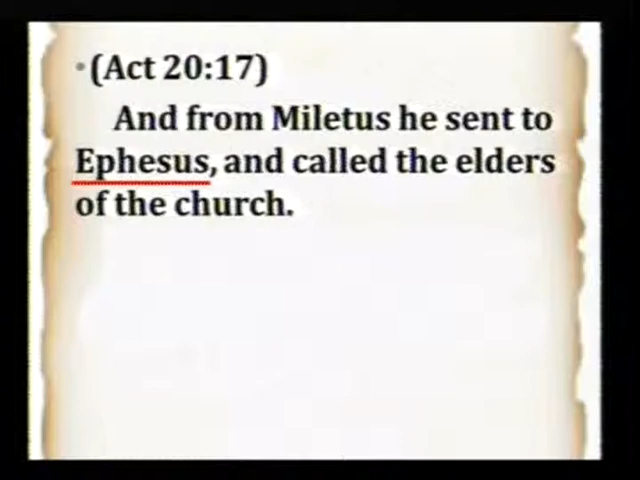 • (Act 20:17)
And from Miletus he sent to
Ephesus, and called the elders
of the church.